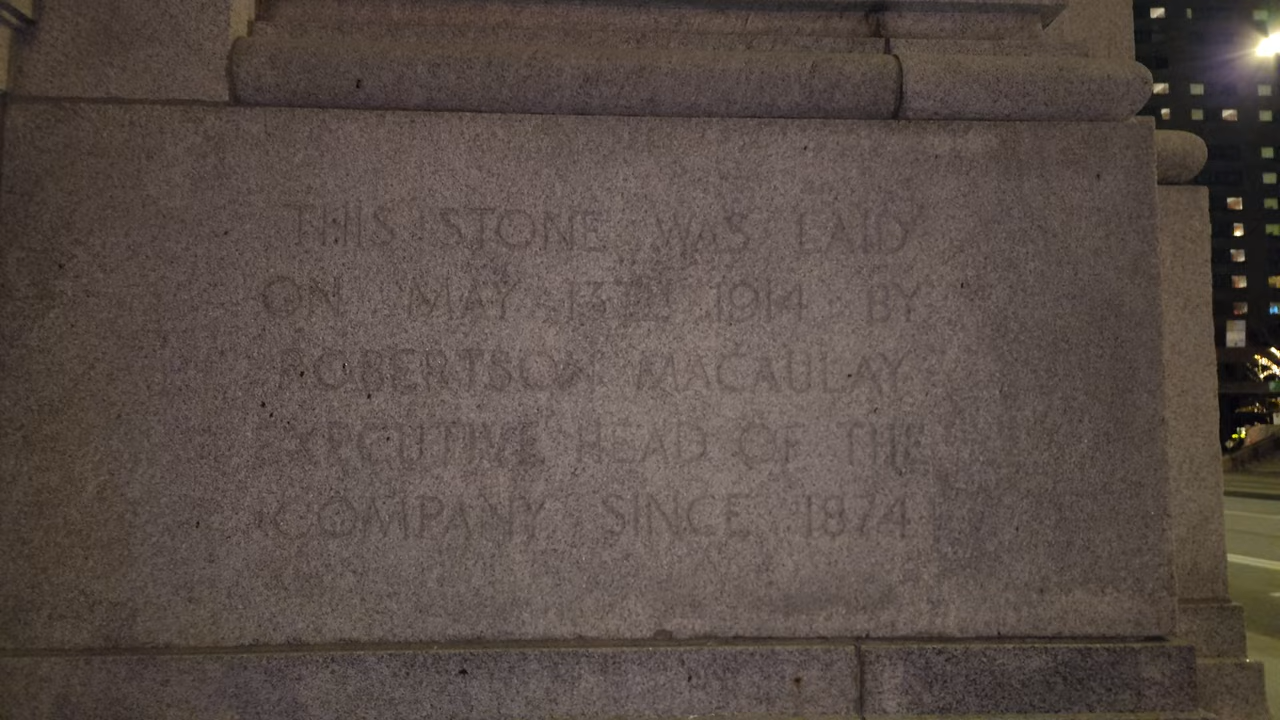 THIS STONE WAS LAID
ON MAY 13TH 1914 BY
ROBERTSON MACAULAY
EXECUTIVE HEAD OF THE
COMPANY SINCE 1874